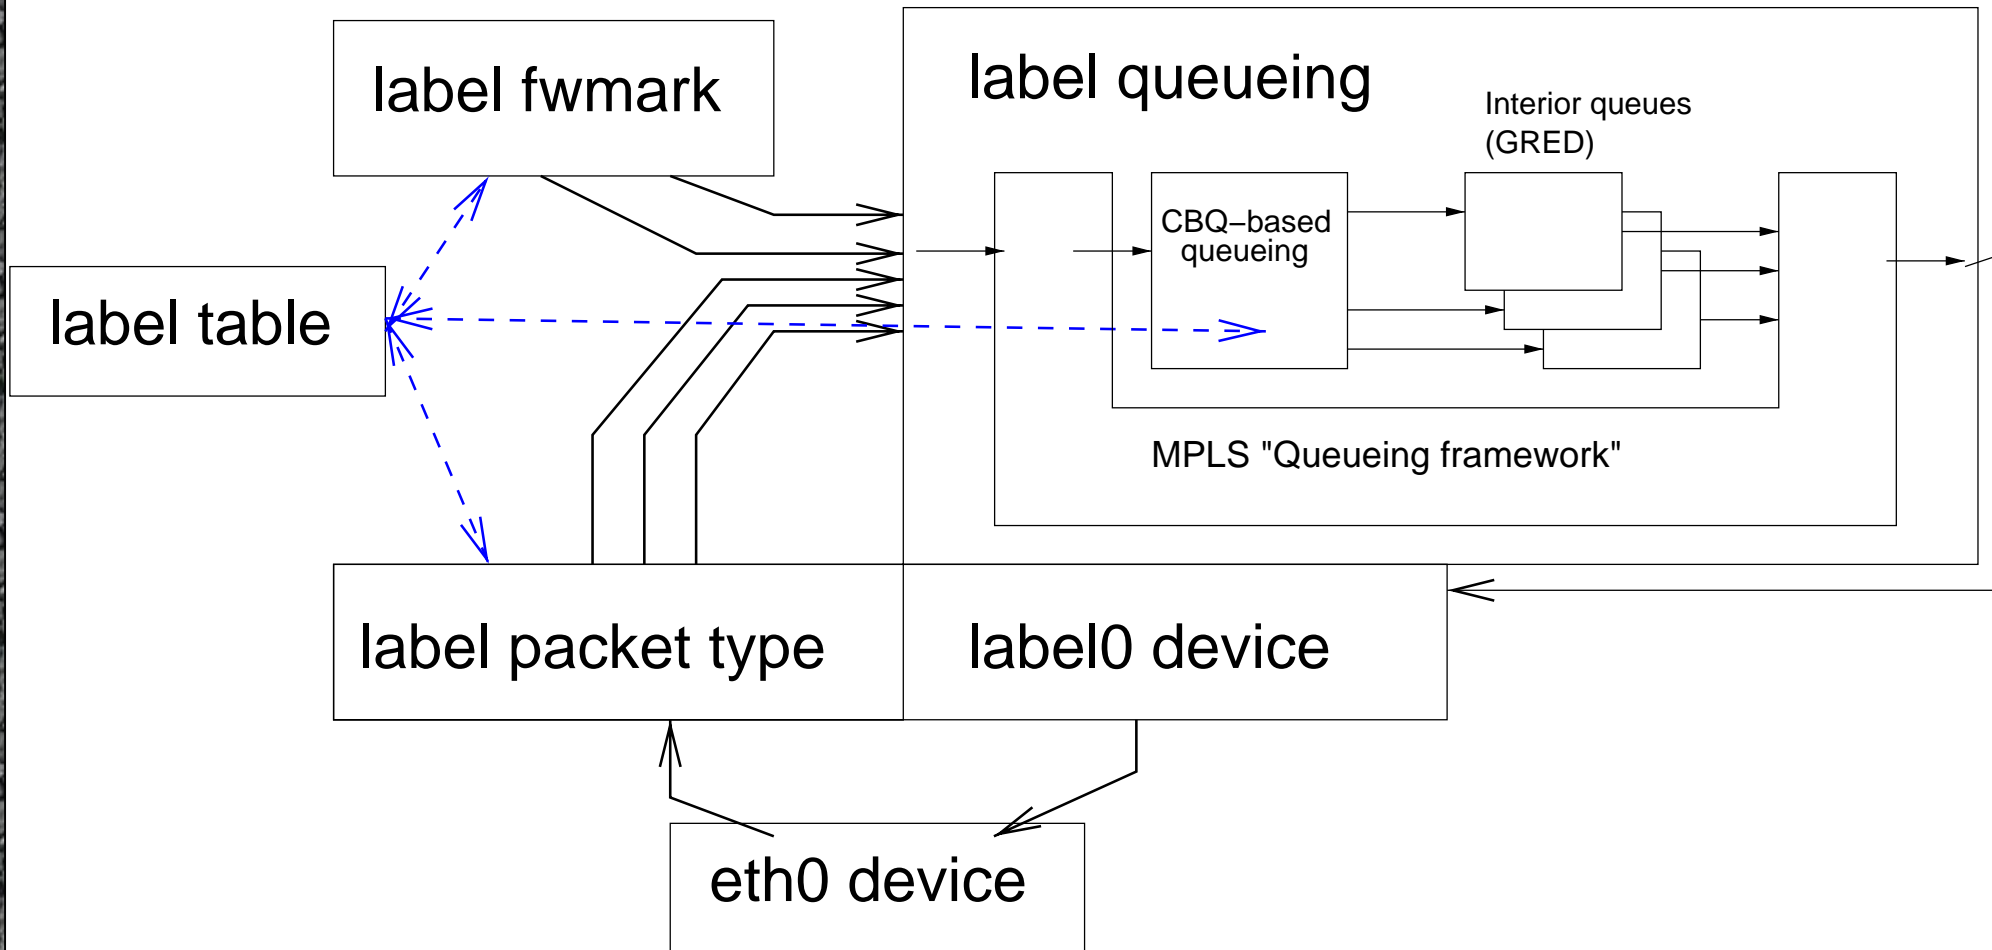 label fwmark
label queueing
Interior queues
(GRED)
CBQ–based
queueing
label table
MPLS "Queueing framework"
label packet type
label0 device
eth0 device